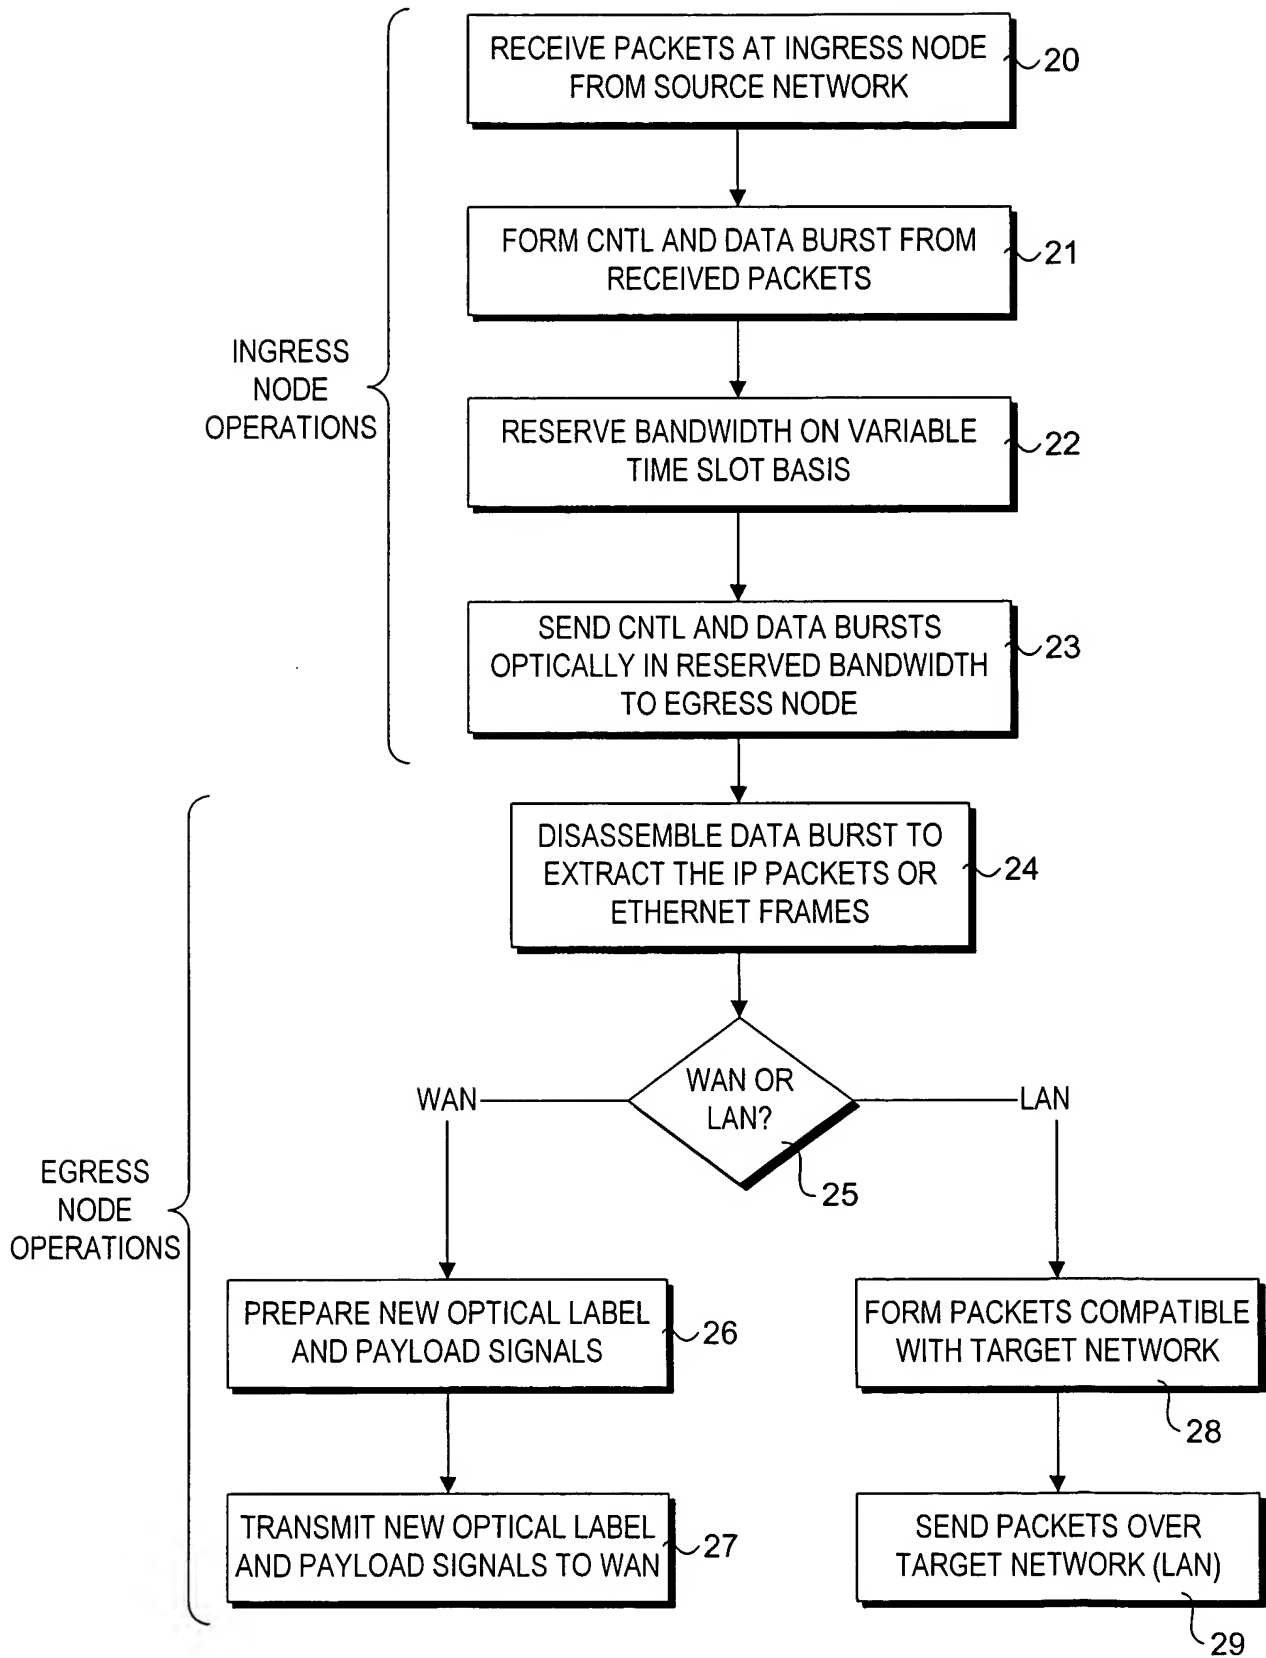 RECEIVE PACKETS AT INGRESS NODE
FROM SOURCE NETWORK
20
FORM CNTL AND DATA BURST FROM
RECEIVED PACKETS
21
INGRESS
NODE
OPERATIONS
RESERVE BANDWIDTH ON VARIABLE
TIME SLOT BASIS
22
SEND CNTL AND DATA BURSTS
OPTICALLY IN RESERVED BANDWIDTH
TO EGRESS NODE
23
DISASSEMBLE DATA BURST TO
EXTRACT THE IP PACKETS OR
ETHERNET FRAMES
24
WAN
WAN OR
LAN?
LAN
25
EGRESS
NODE
OPERATIONS
PREPARE NEW OPTICAL LABEL
AND PAYLOAD SIGNALS
26
FORM PACKETS COMPATIBLE
WITH TARGET NETWORK
28
TRANSMIT NEW OPTICAL LABEL
AND PAYLOAD SIGNALS TO WAN
27
SEND PACKETS OVER
TARGET NETWORK (LAN)
29